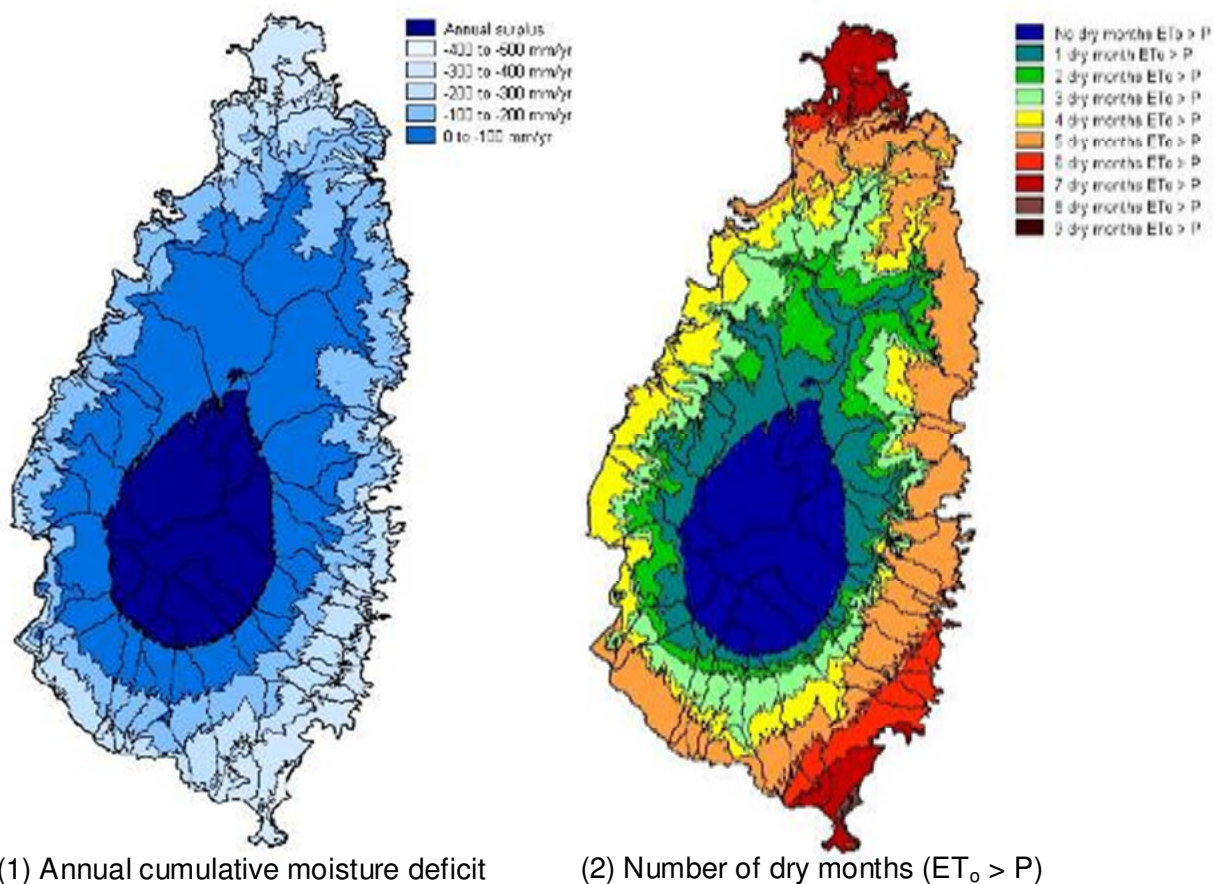 Annual surplus
-400 to -500 mm/yr
-300 to -400 mm/yr
-200 to -300 mm/yr
-100 to -200 mm/yr
0 to -100 mm/yr
No dry months ETo > P
1 dry month ETo > P
2 dry months ETo > P
3 dry months ETo > P
4 dry months ETo > P
5 dry months ETo > P
6 dry months ETo > P
7 dry months ETo > P
8 dry months ETo > P
9 dry months ETo > P
(1) Annual cumulative moisture deficit
(2) Number of dry months (ETₒ > P)